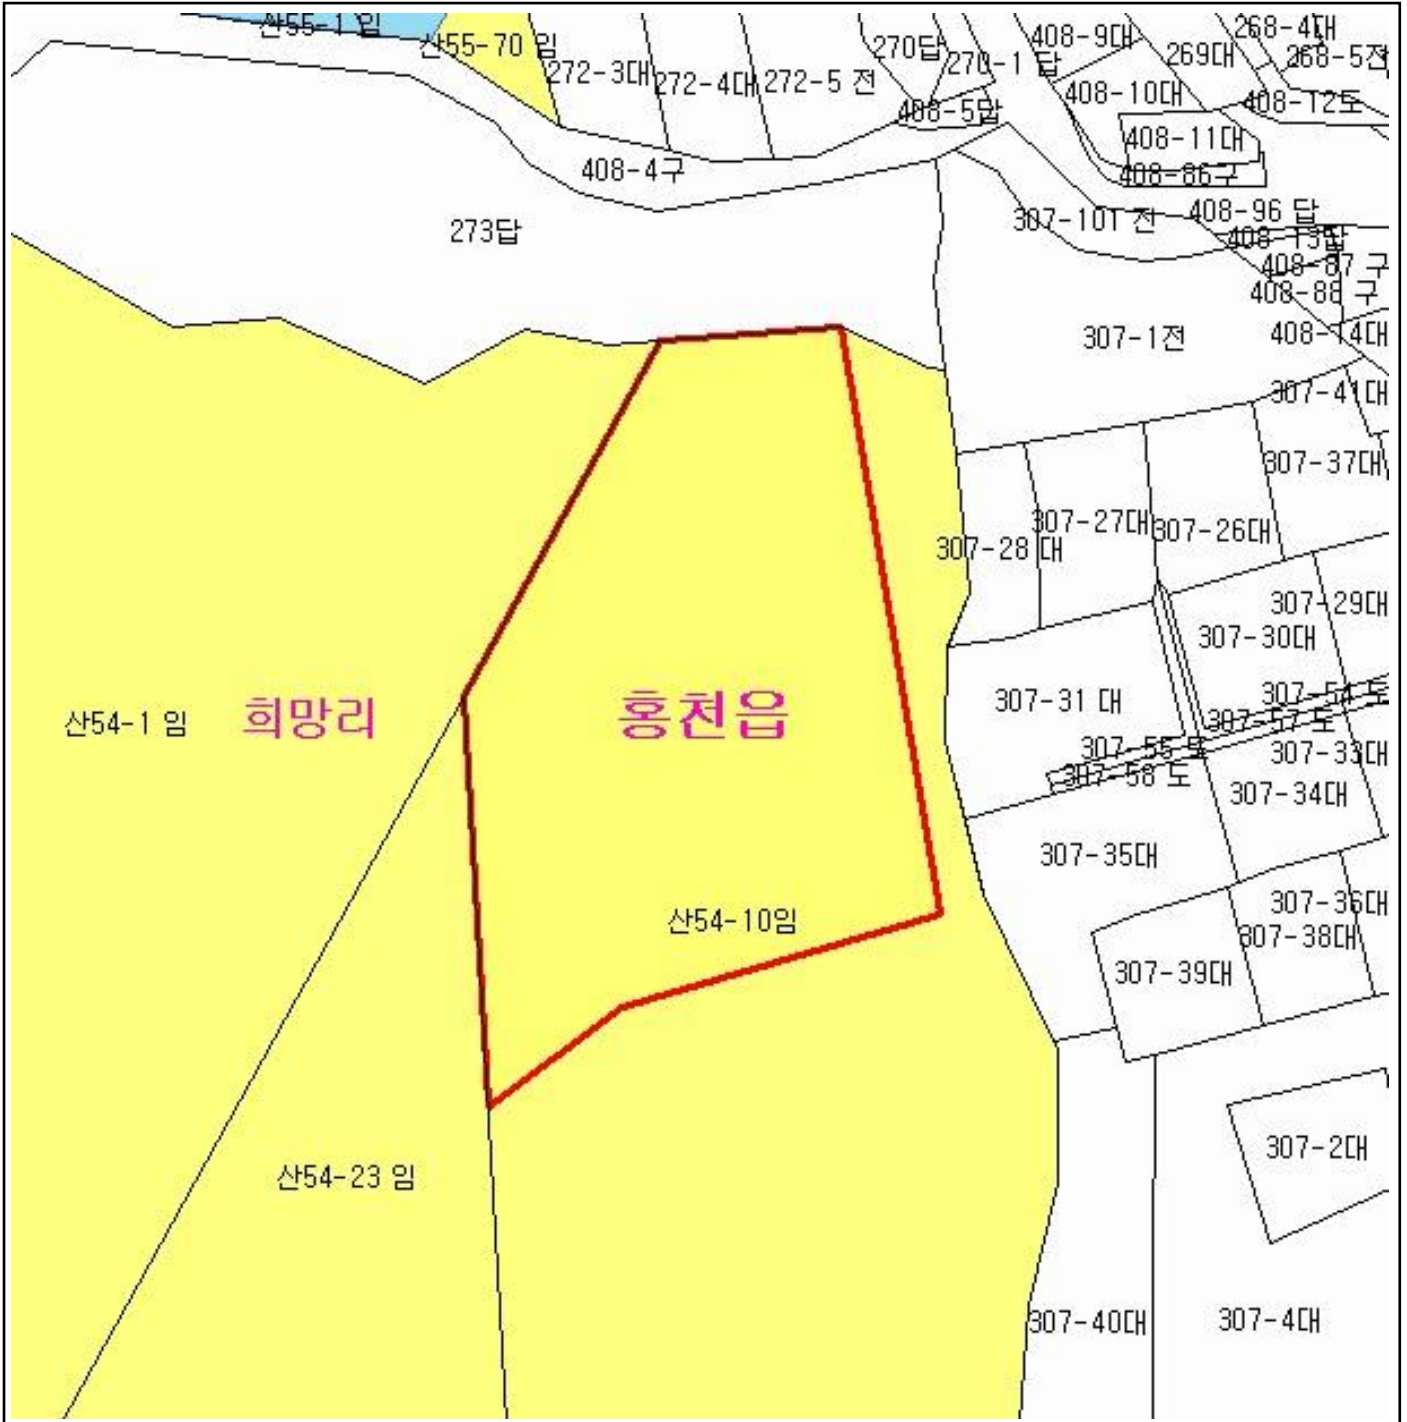 산55-1 임
산55-70 임
272-3대
272-4대
272-5 전
270답
270-1 답
408-9대
269대
268-4대
268-5전
408-10대
408-12도
408-5답
408-11대
408-4구
408-86구
273답
307-101 전
408-96 답
408-13답
408-87 구
408-88 구
307-1전
408-14대
307-41대
307-37대
307-28 대
307-27대
307-26대
307-29대
307-30대
산54-1 임
희망리
홍천읍
307-31 대
307-54 도
307-57 도
307-55 도
307-58 도
307-33대
307-34대
307-35대
산54-10임
307-36대
307-38대
307-39대
산54-23 임
307-2대
307-40대
307-4대